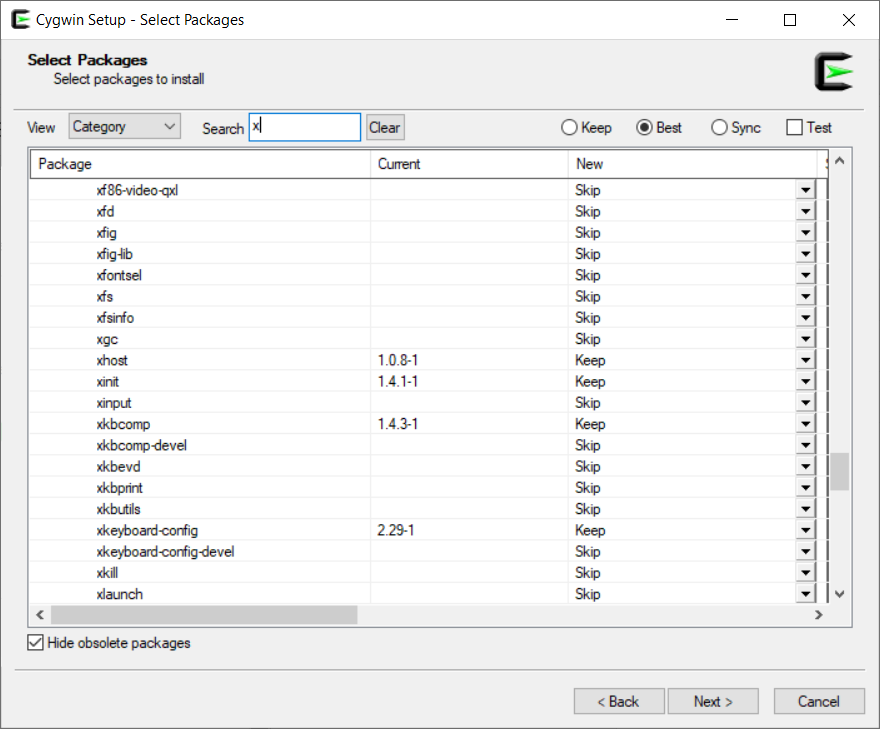 Cygwin Setup - Select Packages
Select Packages
Select packages to install
View Category Search x Clear Keep Best Sync Test
Package Current New
xf86-video-qxl Skip
xfd Skip
xfig Skip
xfig-lib Skip
xfontsel Skip
xfs Skip
xfsinfo Skip
xgc Skip
xhost 1.0.8-1 Keep
xinit 1.4.1-1 Keep
xinput Skip
xkbcomp 1.4.3-1 Keep
xkbcomp-devel Skip
xkbevd Skip
xkbprint Skip
xkbutils Skip
xkeyboard-config 2.29-1 Keep
xkeyboard-config-devel Skip
xkill Skip
xlaunch Skip
Hide obsolete packages
< Back Next > Cancel